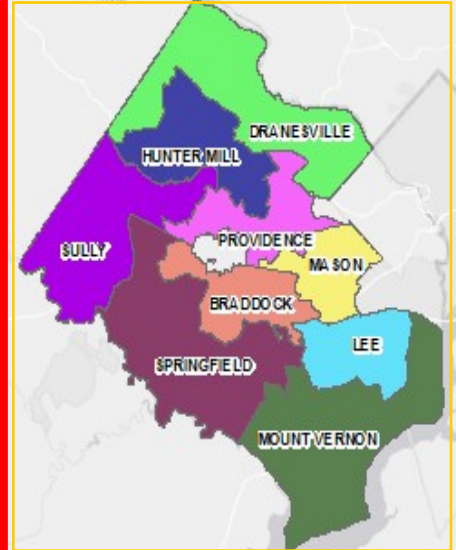 DRANESVILLE
HUNTER MILL
PROVIDENCE
SULLY
MASON
BRADDOCK
LEE
SPRINGFIELD
MOUNT VERNON